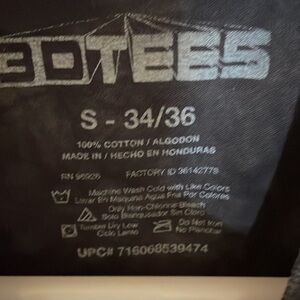 3DTEES
S - 34/36
100% COTTON / ALGODON
MADE IN / HECHO EN HONDURAS
RN 96926 FACTORY ID 36142778
Machine Wash Cold with Like Colors
Lavar En Maquina Agua Fria Por Colores
Only Non-Chlorine Bleach
Solo Blanqueador Sin Cloro
Tumble Dry Low
Ciclo Lento
Do Not Iron
No Planchar
UPC# 716068539474